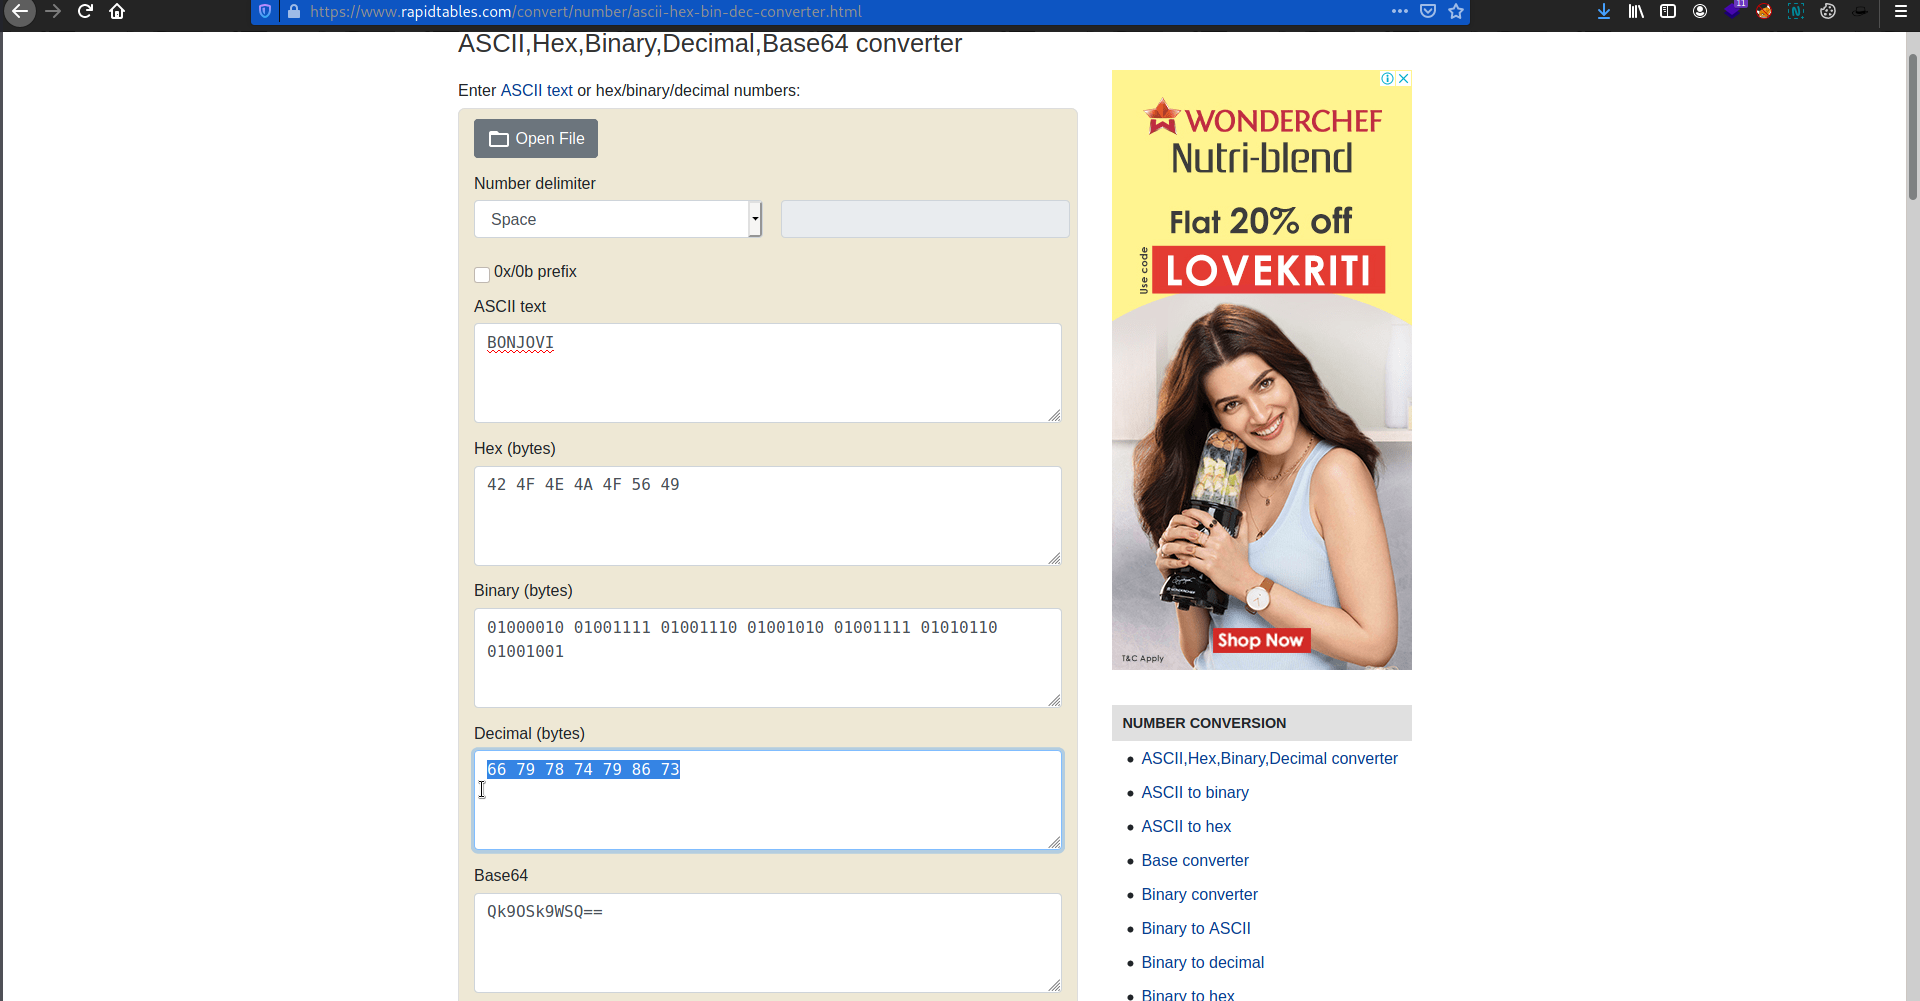 https://www.rapidtables.com/convert/number/ascii-hex-bin-dec-converter.html
11
ASCII,Hex,Binary,Decimal,Base64 converter
Enter ASCII text or hex/binary/decimal numbers:
Open File
Number delimiter
Space
0x/0b prefix
ASCII text
BONJOVI
Hex (bytes)
42 4F 4E 4A 4F 56 49
Binary (bytes)
01000010 01001111 01001110 01001010 01001111 01010110
01001001
Decimal (bytes)
66 79 78 74 79 86 73
Base64
Qk9OSk9WSQ==
WONDERCHEF
Nutri-blend
Flat 20% off
Use code
LOVEKRITI
WONDERCHEF
Shop Now
T&C Apply
NUMBER CONVERSION
ASCII,Hex,Binary,Decimal converter
ASCII to binary
ASCII to hex
Base converter
Binary converter
Binary to ASCII
Binary to decimal
Binary to hex